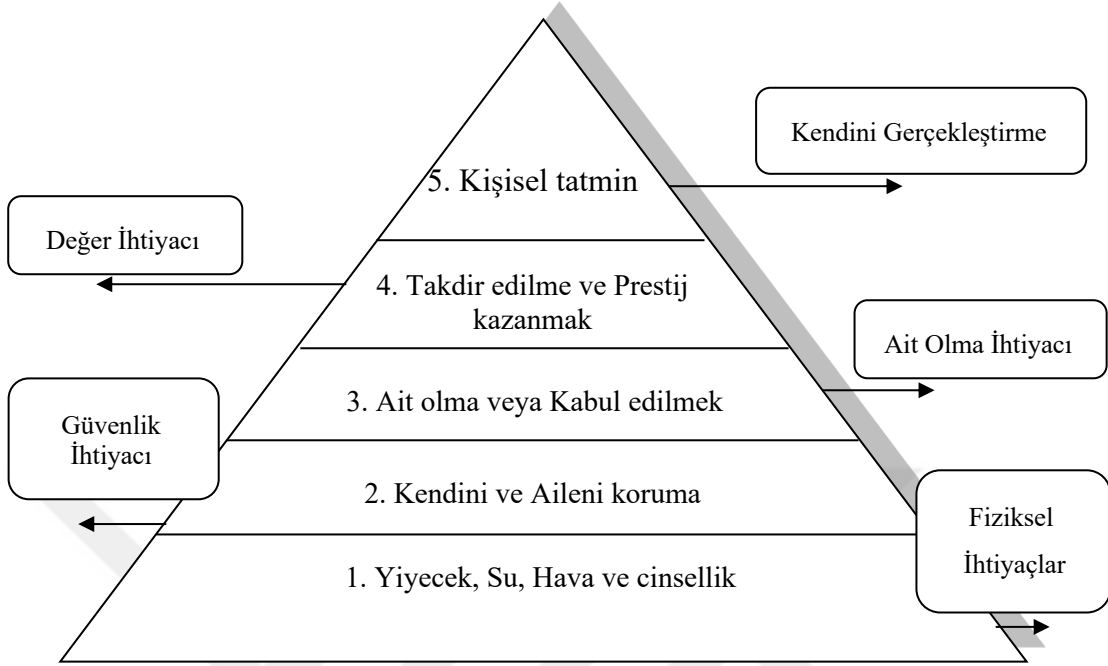 Kendini Gerçekleştirme
5. Kişisel tatmin
Değer İhtiyacı
4. Takdir edilme ve Prestij
kazanmak
Ait Olma İhtiyacı
3. Ait olma veya Kabul edilmek
Güvenlik
İhtiyacı
2. Kendini ve Aileni koruma
Fiziksel
İhtiyaçlar
1. Yiyecek, Su, Hava ve cinsellik